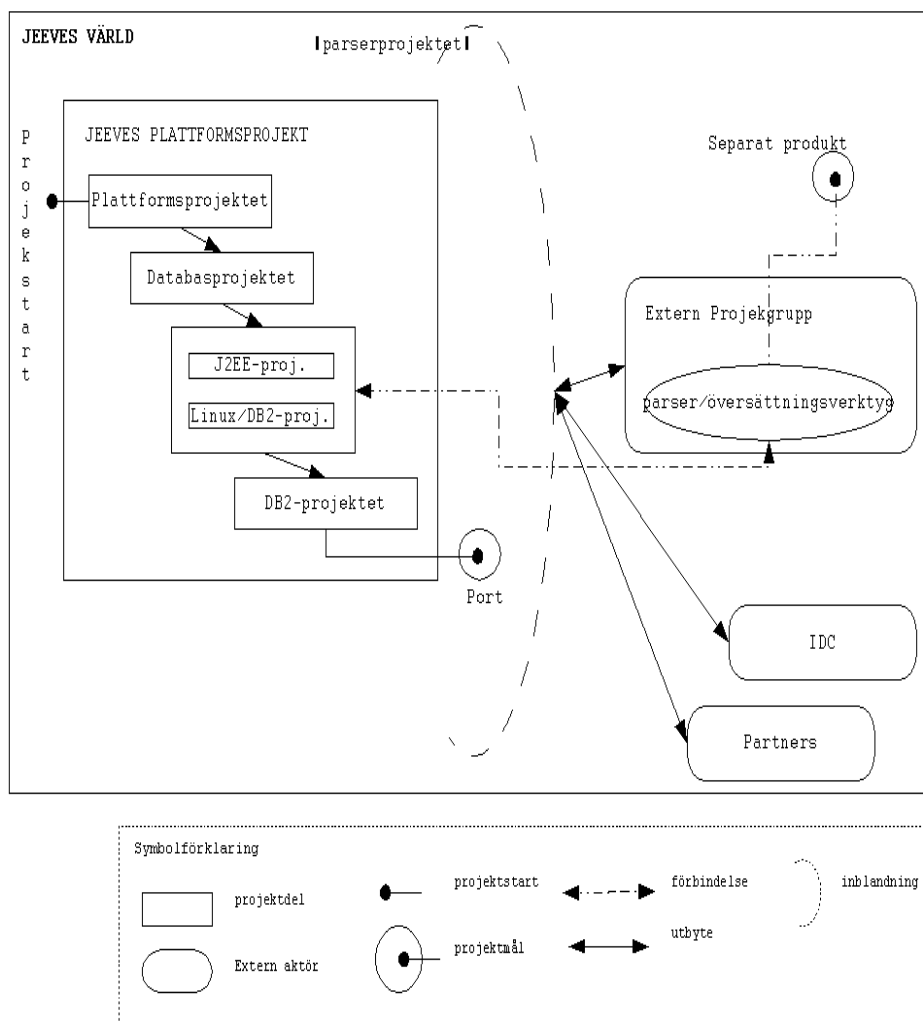 JEEVES VÄRLD
parserprojektet
projekstart
JEEVES PLATTFORMSPROJEKT
Plattformsprojektet
Databasprojektet
J2EE-proj.
Linux/DB2-proj.
DB2-projektet
Port
Separat produkt
Extern Projekgrupp
parser/översättningsverktyg
IDC
Partners
Symbolförklaring
projektdel
projektstart
förbindelse
inblandning
Extern aktör
projektmål
utbyte